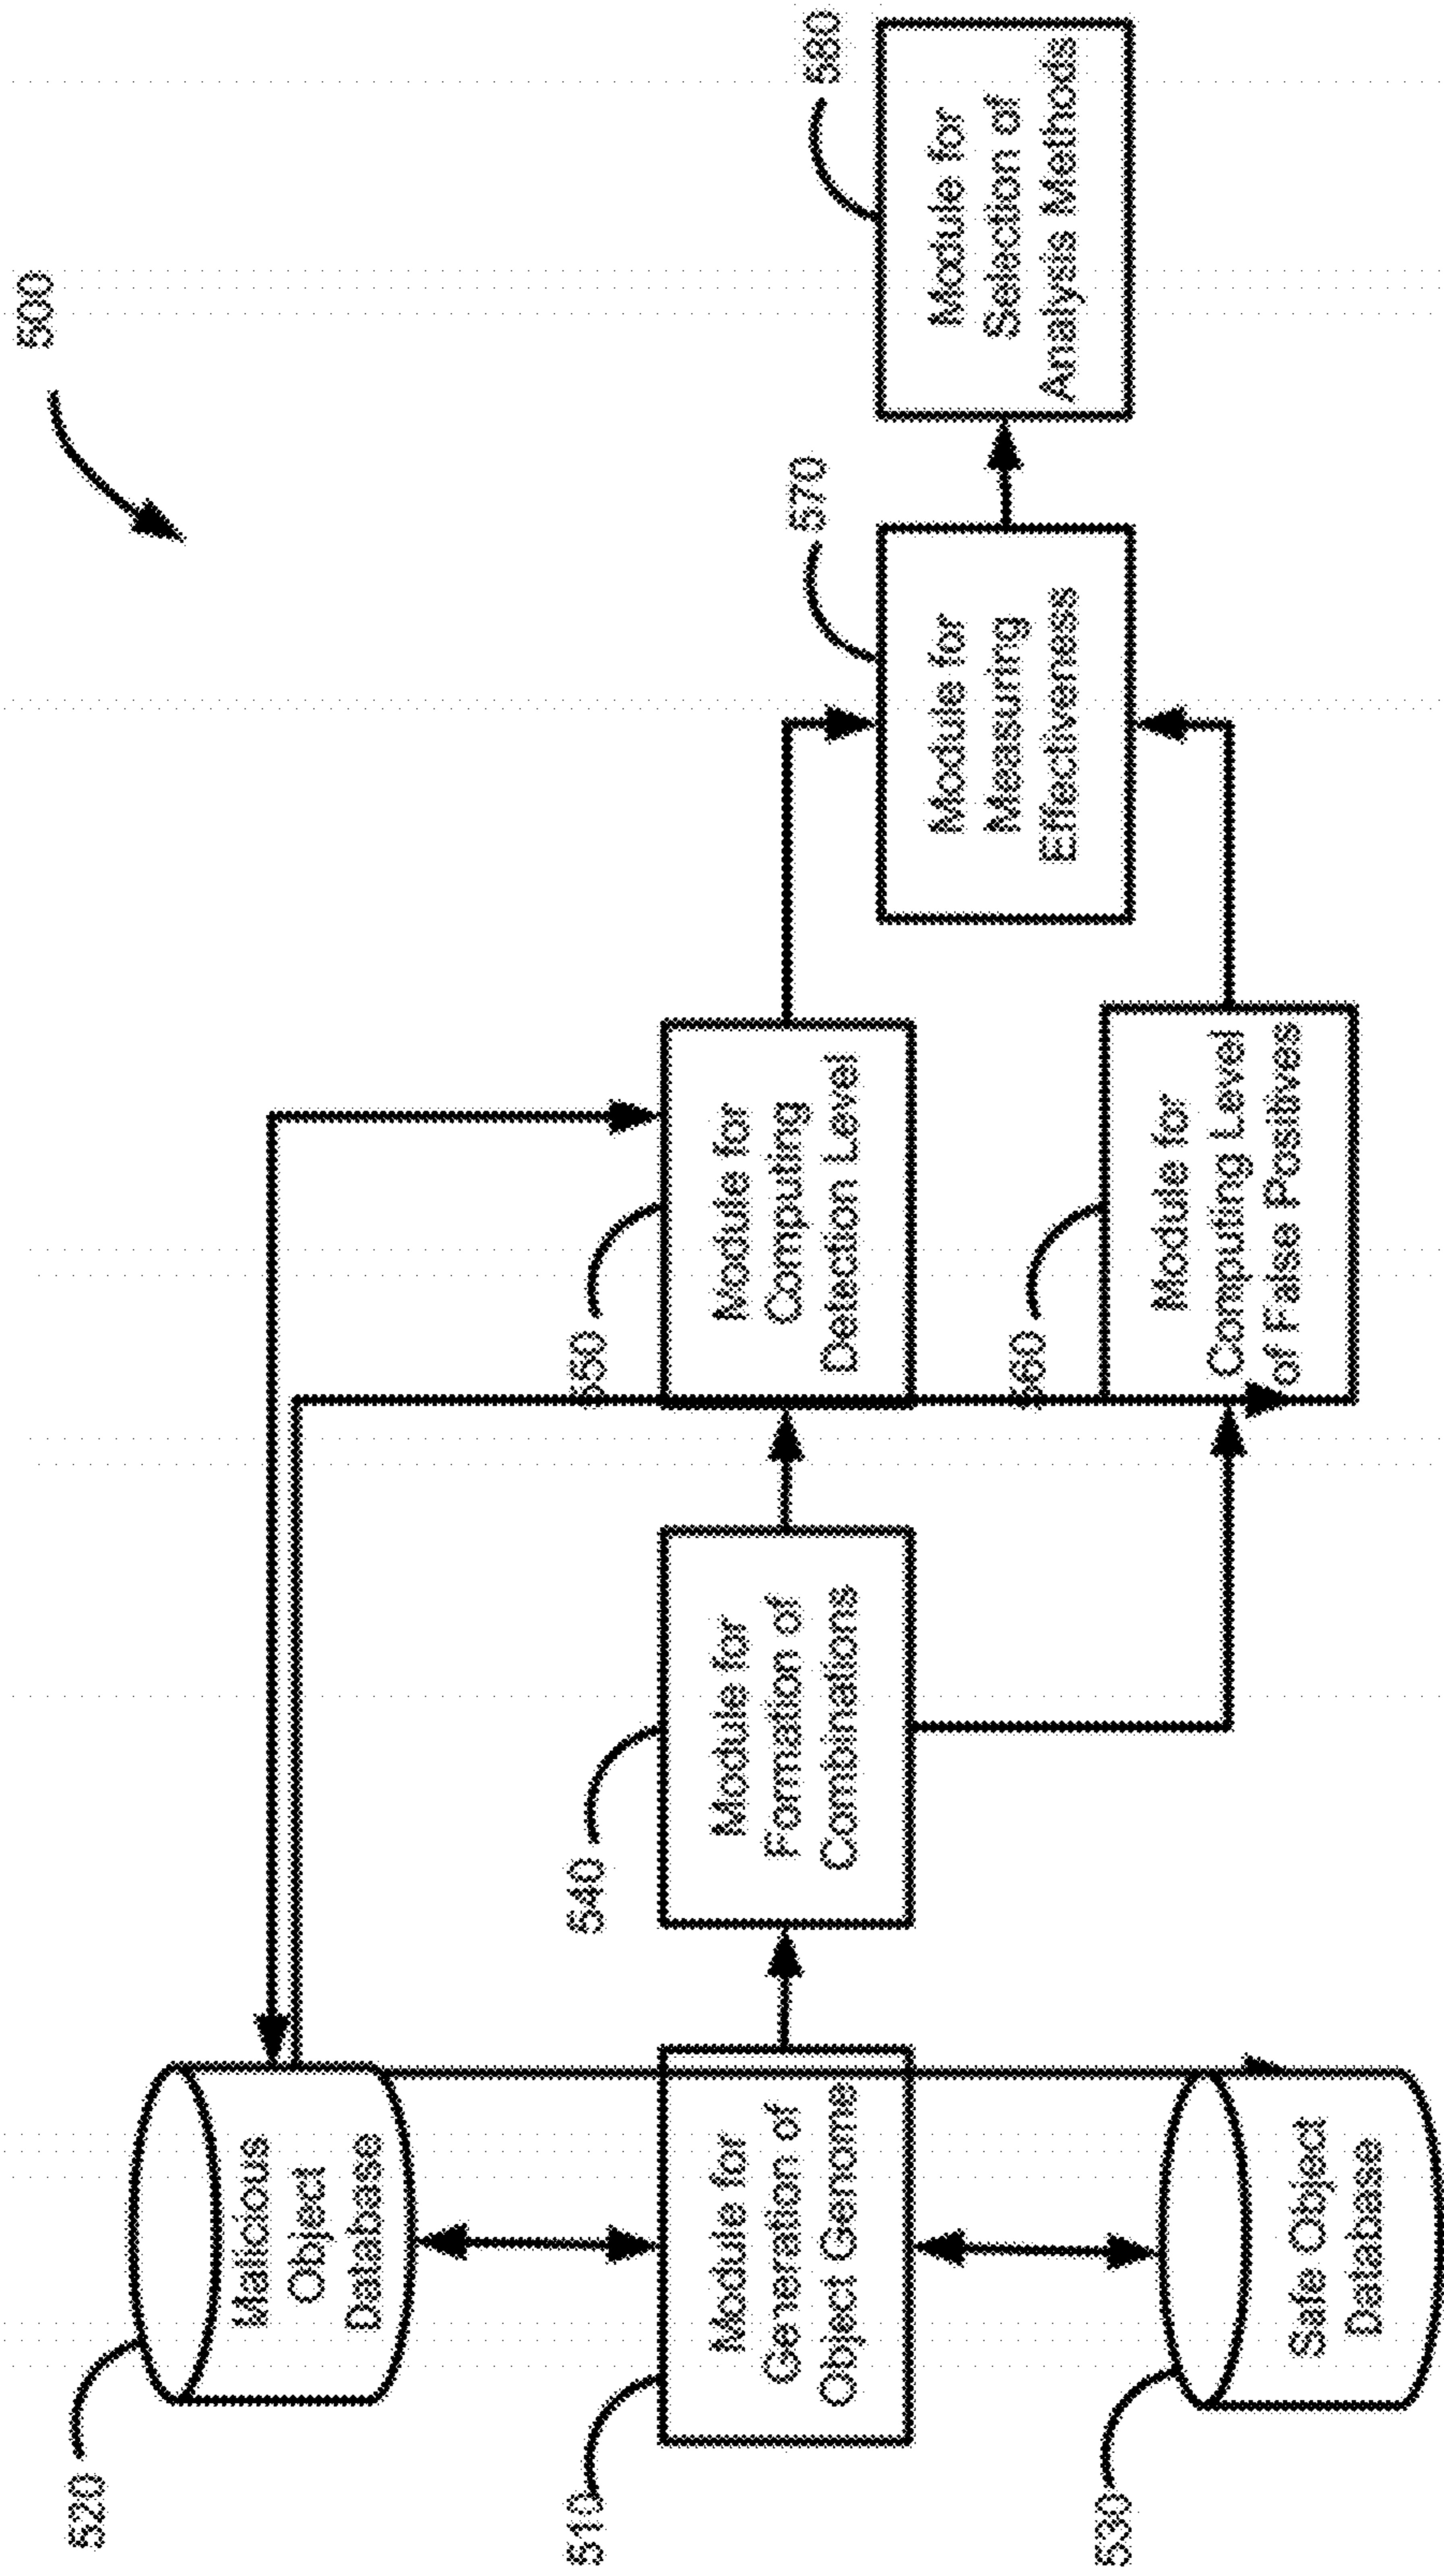 500
520
Malicious
Object
Database
510
Module for
Generation of
Object Genome
530
Safe Object
Database
540
Module for
Formation of
Combinations
550
Module for
Computing
Detection Level
560
Module for
Computing Level
of False Positives
570
Module for
Measuring
Effectiveness
580
Module for
Selection of
Analysis Methods